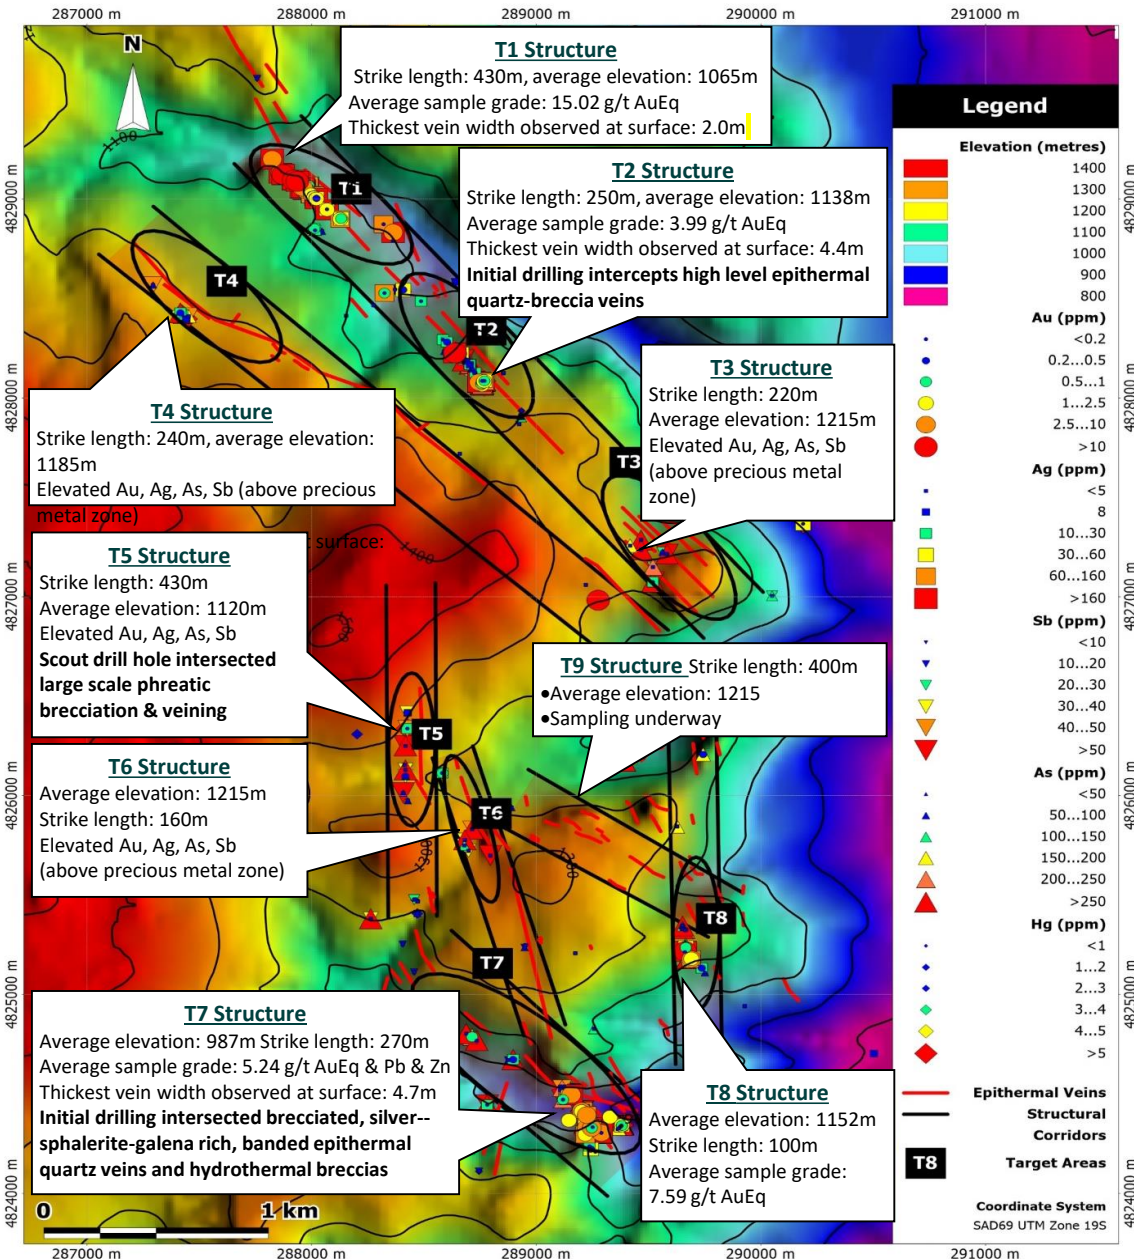 287000 m
288000 m
289000 m
290000 m
291000 m
N
T1 Structure
Strike length: 430m, average elevation: 1065m
Average sample grade: 15.02 g/t AuEq
Thickest vein width observed at surface: 2.0m
T2 Structure
Strike length: 250m, average elevation: 1138m
Average sample grade: 3.99 g/t AuEq
Thickest vein width observed at surface: 4.4m
Initial drilling intercepts high level epithermal
quartz-breccia veins
1100
T1
T4
T2
T3
T3 Structure
Strike length: 220m
Average elevation: 1215m
Elevated Au, Ag, As, Sb
(above precious metal
zone)
T4 Structure
Strike length: 240m, average elevation:
1185m
Elevated Au, Ag, As, Sb (above precious
metal zone)
surface:
1400
T5 Structure
Strike length: 430m
Average elevation: 1120m
Elevated Au, Ag, As, Sb
Scout drill hole intersected
large scale phreatic
brecciation & veining
T9 Structure Strike length: 400m
•Average elevation: 1215
•Sampling underway
T5
T6 Structure
Average elevation: 1215m
Strike length: 160m
Elevated Au, Ag, As, Sb
(above precious metal zone)
T6
1300
1200
T8
T7
T7 Structure
Average elevation: 987m Strike length: 270m
Average sample grade: 5.24 g/t AuEq & Pb & Zn
Thickest vein width observed at surface: 4.7m
Initial drilling intersected brecciated, silver--
sphalerite-galena rich, banded epithermal
quartz veins and hydrothermal breccias
T8 Structure
Average elevation: 1152m
Strike length: 100m
Average sample grade:
7.59 g/t AuEq
0 1 km
Legend
Elevation (metres)
1400
1300
1200
1100
1000
900
800
Au (ppm)
<0.2
0.2...0.5
0.5...1
1...2.5
2.5...10
>10
Ag (ppm)
<5
8
10...30
30...60
60...160
>160
Sb (ppm)
<10
10...20
20...30
30...40
40...50
>50
As (ppm)
<50
50...100
100...150
150...200
200...250
>250
Hg (ppm)
<1
1...2
2...3
3...4
4...5
>5
Epithermal Veins
Structural
Corridors
T8 Target Areas
Coordinate System
SAD69 UTM Zone 19S
4829000 m
4828000 m
4827000 m
4826000 m
4825000 m
4824000 m
4829000 m
4828000 m
4827000 m
4826000 m
4825000 m
4824000 m
287000 m
288000 m
289000 m
290000 m
291000 m